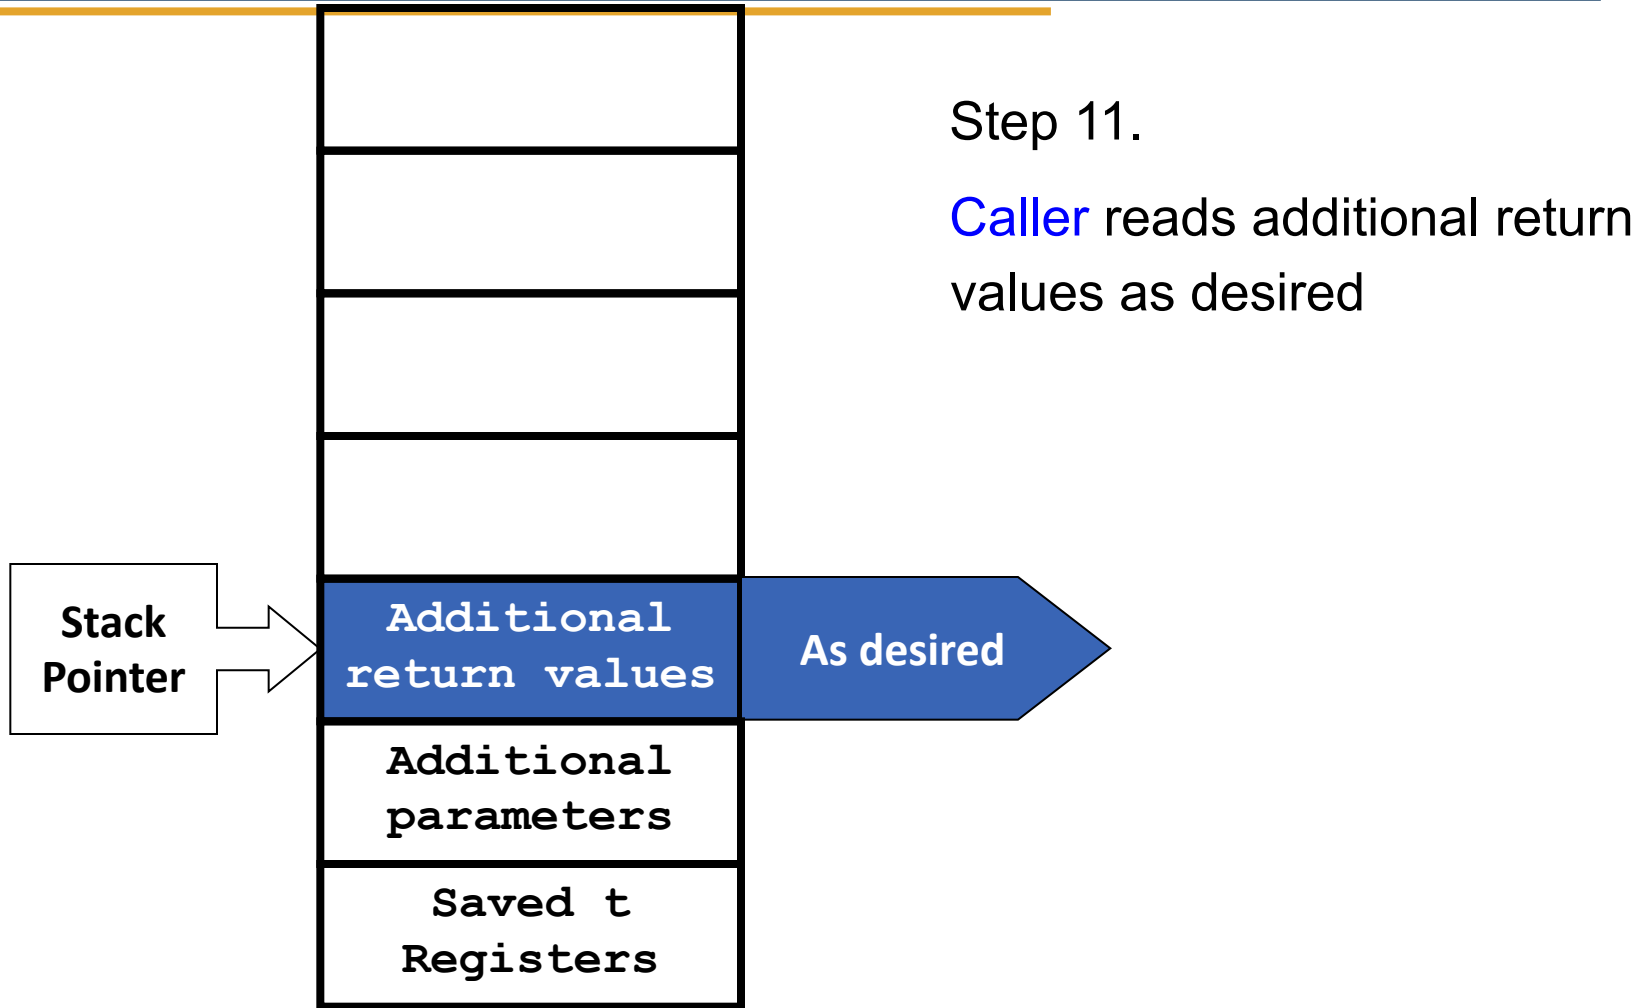 Step 11.
Caller reads additional return
values as desired
Stack
Pointer
Additional
return values
As desired
Additional
parameters
Saved t
Registers